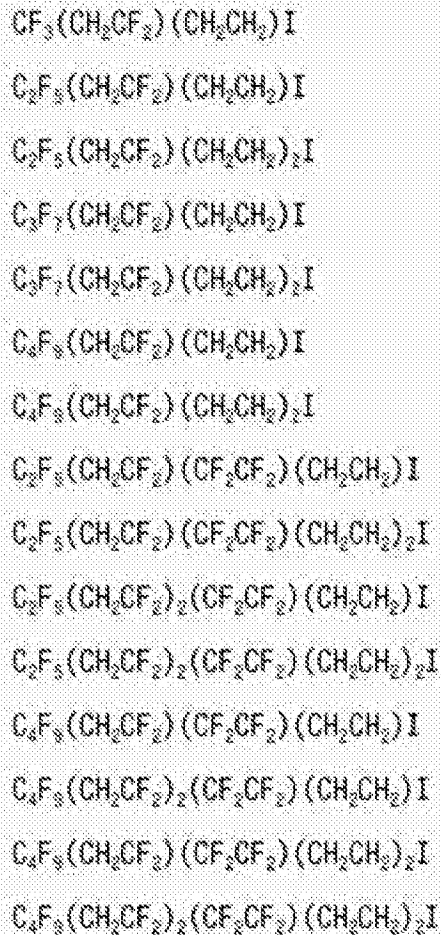 CF₃(CH₂CF₂)(CH₂CH₂)I
C₂F₅(CH₂CF₂)(CH₂CH₂)I
C₂F₅(CH₂CF₂)(CH₂CH₂)₂I
C₃F₇(CH₂CF₂)(CH₂CH₂)I
C₃F₇(CH₂CF₂)(CH₂CH₂)₂I
C₄F₉(CH₂CF₂)(CH₂CH₂)I
C₄F₉(CH₂CF₂)(CH₂CH₂)₂I
C₂F₅(CH₂CF₂)(CF₂CF₂)(CH₂CH₂)I
C₂F₅(CH₂CF₂)(CF₂CF₂)(CH₂CH₂)₂I
C₂F₅(CH₂CF₂)₂(CF₂CF₂)(CH₂CH₂)I
C₂F₅(CH₂CF₂)₂(CF₂CF₂)(CH₂CH₂)₂I
C₄F₉(CH₂CF₂)(CF₂CF₂)(CH₂CH₂)I
C₄F₉(CH₂CF₂)₂(CF₂CF₂)(CH₂CH₂)I
C₄F₉(CH₂CF₂)(CF₂CF₂)(CH₂CH₂)₂I
C₄F₉(CH₂CF₂)₂(CF₂CF₂)(CH₂CH₂)₂I